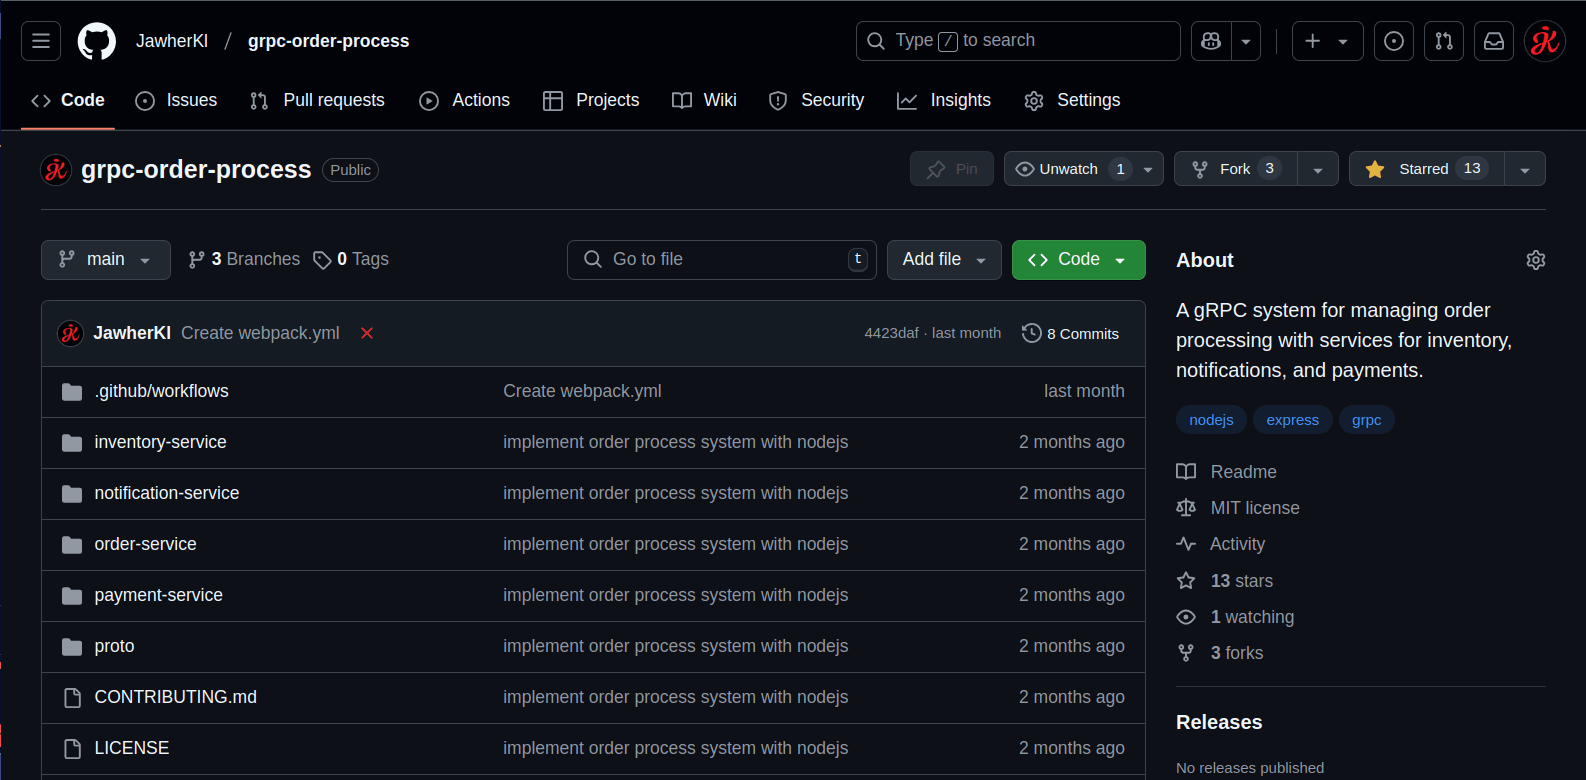 JawherKl / grpc-order-process
Type / to search
Code Issues Pull requests Actions Projects Wiki Security Insights Settings
grpc-order-process Public
Pin Unwatch 1 Fork 3 Starred 13
main 3 Branches 0 Tags
Go to file t
Add file
Code
JawherKl Create webpack.yml 4423daf · last month 8 Commits
.github/workflows Create webpack.yml last month
inventory-service implement order process system with nodejs 2 months ago
notification-service implement order process system with nodejs 2 months ago
order-service implement order process system with nodejs 2 months ago
payment-service implement order process system with nodejs 2 months ago
proto implement order process system with nodejs 2 months ago
CONTRIBUTING.md implement order process system with nodejs 2 months ago
LICENSE implement order process system with nodejs 2 months ago
About
A gRPC system for managing order
processing with services for inventory,
notifications, and payments.
nodejs express grpc
Readme
MIT license
Activity
13 stars
1 watching
3 forks
Releases
No releases published